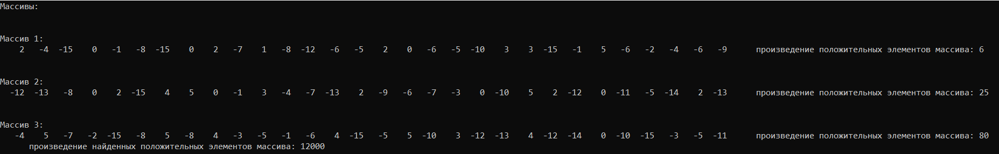 Массивы:
Массив 1:
2 -4 -15 0 -1 -8 -15 0 2 -7 1 -8 -12 -6 -5 2 0 -6 -5 -10 3 3 -15 -1 5 -6 -2 -4 -6 -9 произведение положительных элементов массива: 6
Массив 2:
-12 -13 -8 0 2 -15 4 5 0 -1 3 -4 -7 -13 2 -9 -6 -7 -3 0 -10 5 2 -12 0 -11 -5 -14 2 -13 произведение положительных элементов массива: 25
Массив 3:
-4 5 -7 -2 -15 -8 5 -8 4 -3 -5 -1 -6 4 -15 -5 5 -10 3 -12 -13 4 -12 -14 0 -10 -15 -3 -5 -11 произведение положительных элементов массива: 80
произведение найденных положительных элементов массива: 12000